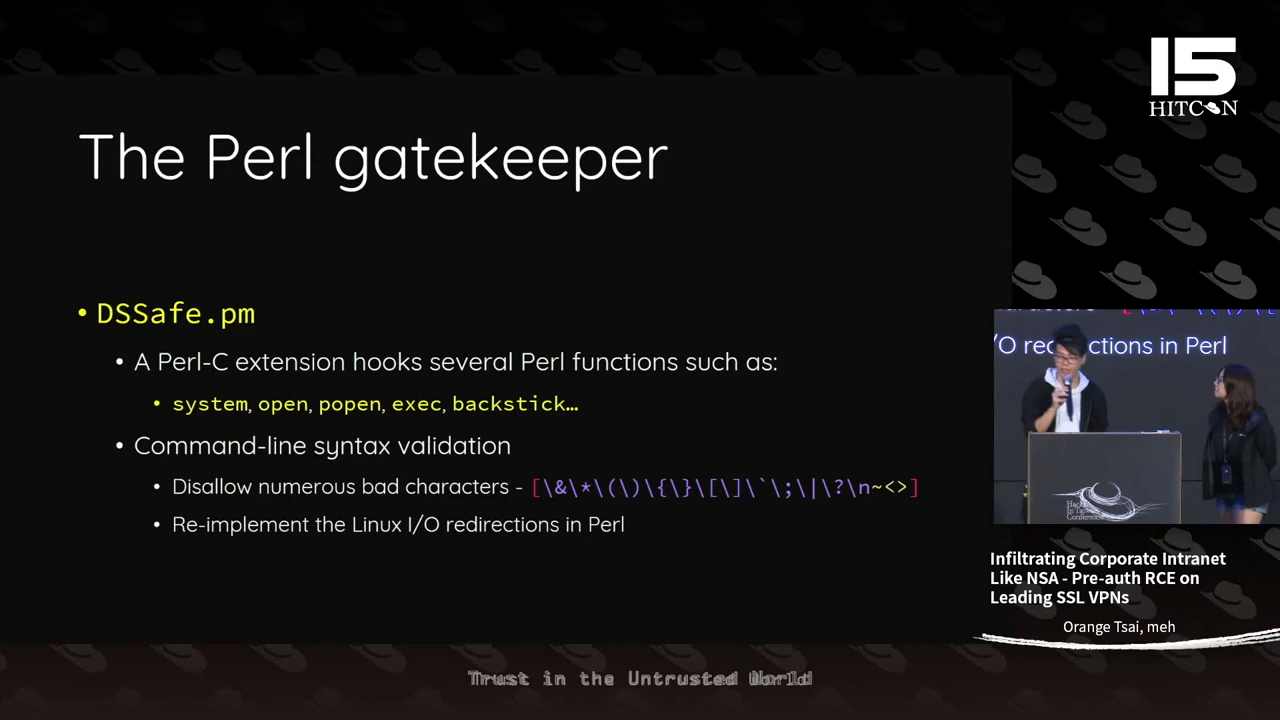 15
HITCON
The Perl gatekeeper
• DSSafe.pm
• A Perl-C extension hooks several Perl functions such as:
• system, open, popen, exec, backstick…
• Command-line syntax validation
• Disallow numerous bad characters - [\&\*\(\)\{\}\[\]\`\;\|\?\n~<>]
• Re-implement the Linux I/O redirections in Perl
/O redirections in Perl
Infiltrating Corporate Intranet
Like NSA - Pre-auth RCE on
Leading SSL VPNs
Orange Tsai, meh
Trust in the Untrusted World